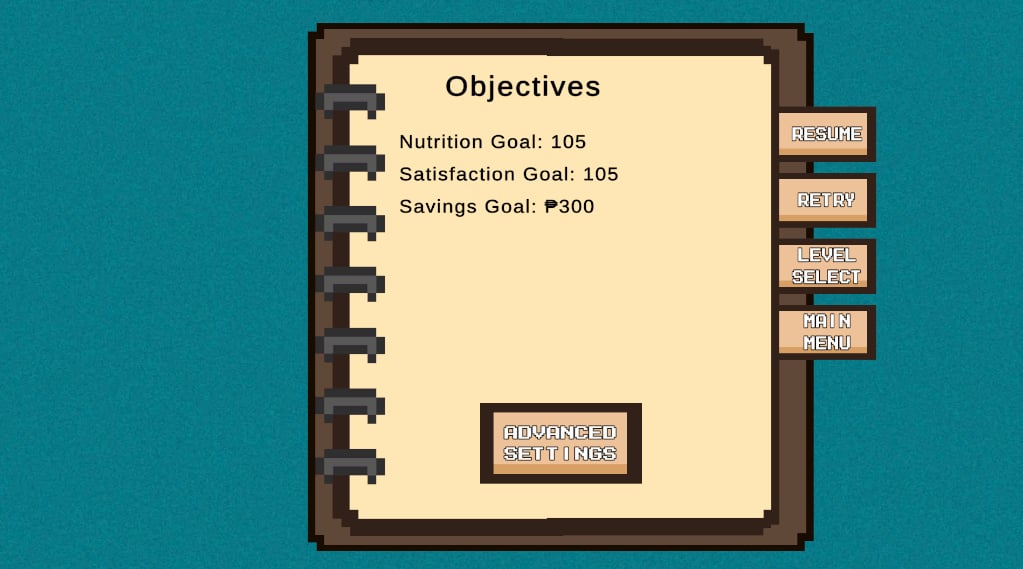 Objectives
Nutrition Goal: 105
Satisfaction Goal: 105
Savings Goal: ₱300
RESUME
RETRY
LEVEL
SELECT
MAIN
MENU
ADVANCED
SETTINGS